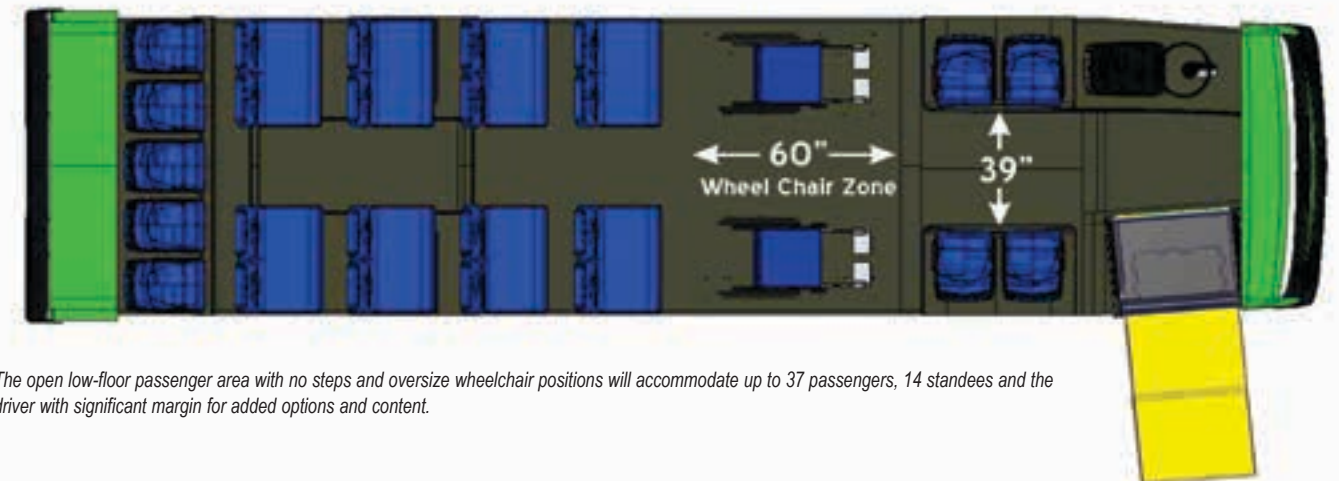 60"
Wheel Chair Zone
39"
The open low-floor passenger area with no steps and oversize wheelchair positions will accommodate up to 37 passengers, 14 standees and the
driver with significant margin for added options and content.